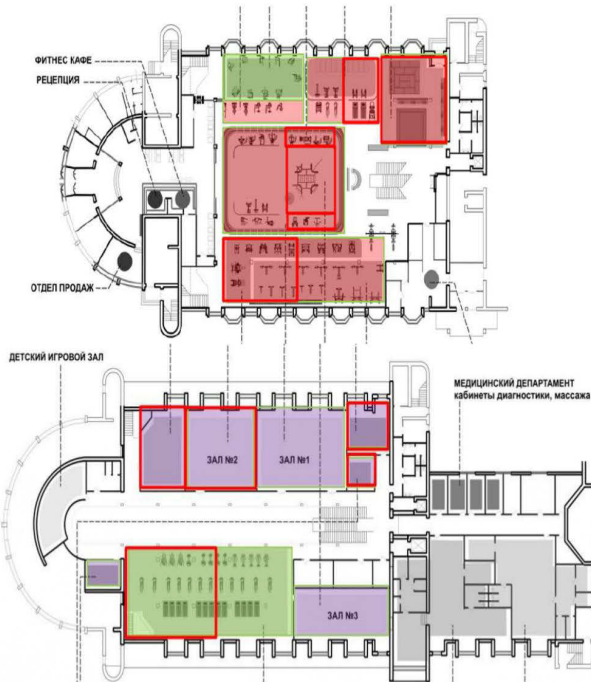 ФИТНЕС КАФЕ
РЕЦЕПЦИЯ
ОТДЕЛ ПРОДАЖ
ДЕТСКИЙ ИГРОВОЙ ЗАЛ
МЕДИЦИНСКИЙ ДЕПАРТАМЕНТ
кабинеты диагностики, массажа
ЗАЛ №2
ЗАЛ №1
ЗАЛ №3